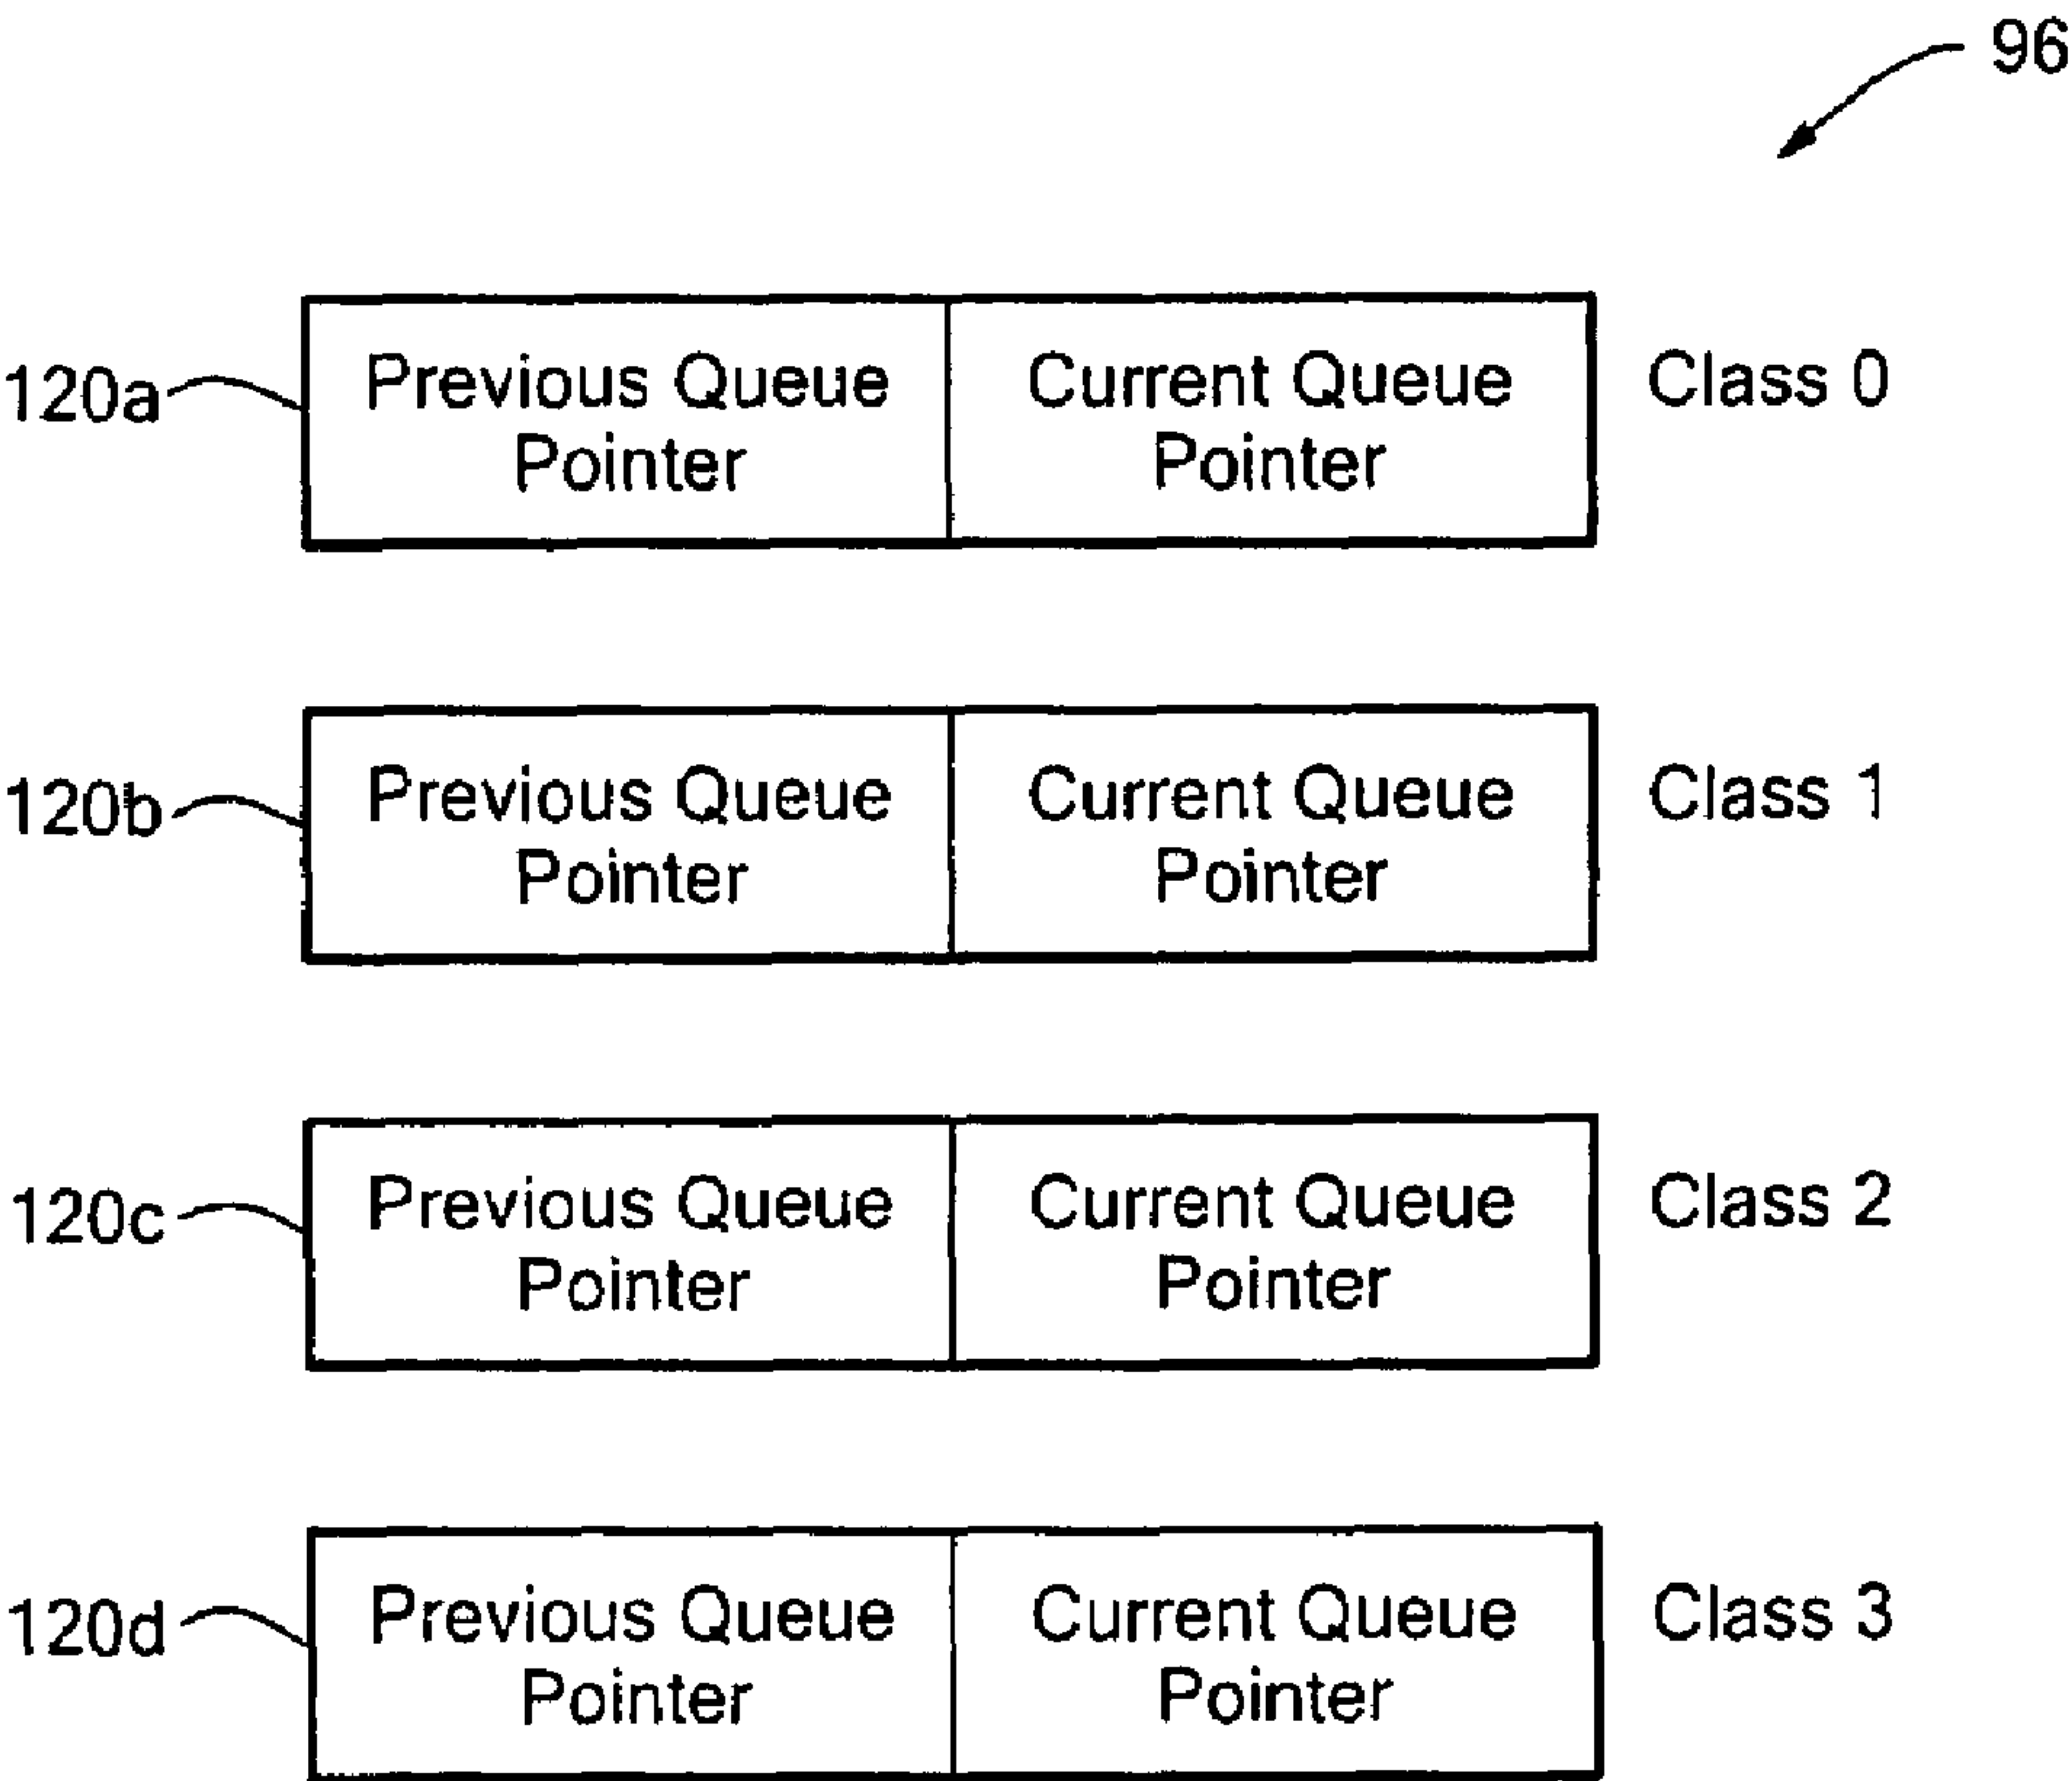 96
120a
Previous Queue
Pointer
Current Queue
Pointer
Class 0
120b
Previous Queue
Pointer
Current Queue
Pointer
Class 1
120c
Previous Queue
Pointer
Current Queue
Pointer
Class 2
120d
Previous Queue
Pointer
Current Queue
Pointer
Class 3